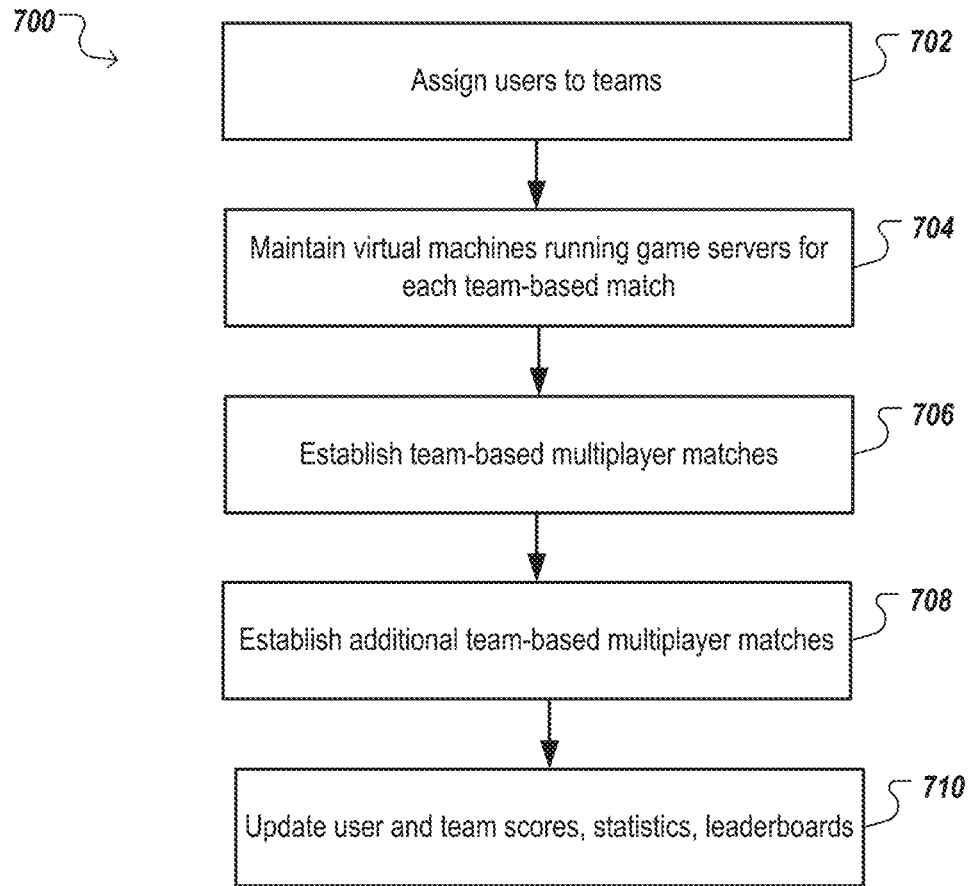 700
702
Assign users to teams
704
Maintain virtual machines running game servers for
each team-based match
706
Establish team-based multiplayer matches
708
Establish additional team-based multiplayer matches
710
Update user and team scores, statistics, leaderboards